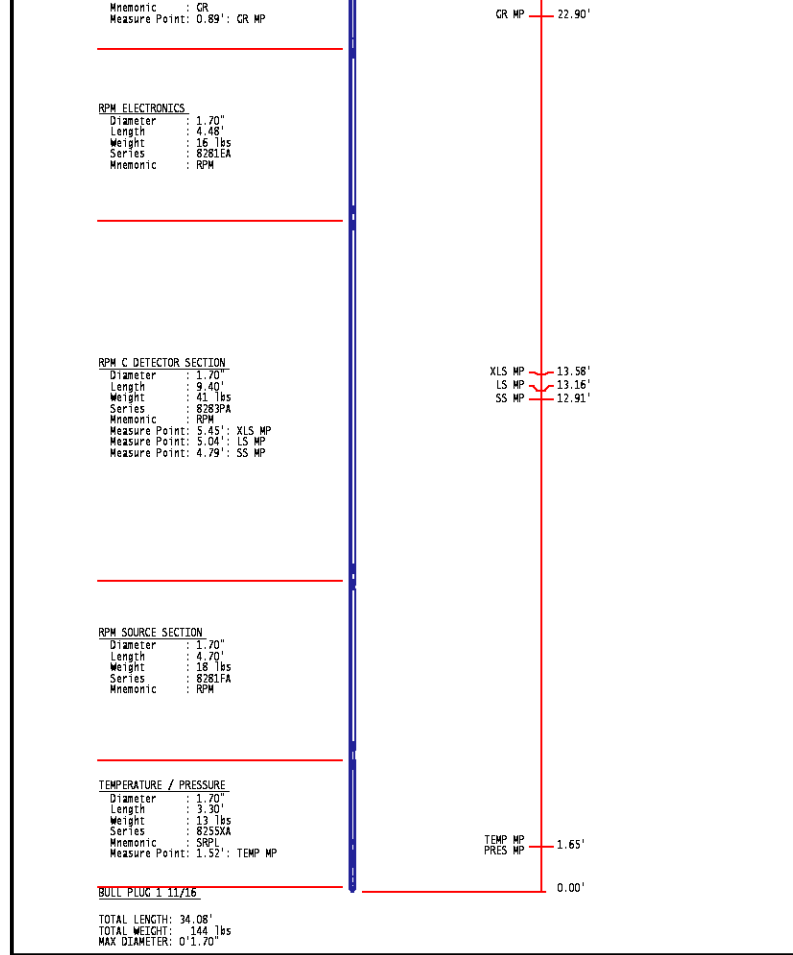 Mnemonic : GR
Measure Point: 0.89': GR MP
GR MP 22.90'
RPM ELECTRONICS
Diameter : 1.70"
Length : 4.48'
Weight : 16 lbs
Series : 8281EA
Mnemonic : RPM
RPM C DETECTOR SECTION
Diameter : 1.70"
Length : 9.40'
Weight : 41 lbs
Series : 8283PA
Mnemonic : RPM
Measure Point: 5.45': XLS MP
Measure Point: 5.04': LS MP
Measure Point: 4.79': SS MP
XLS MP 13.58'
LS MP 13.16'
SS MP 12.91'
RPM SOURCE SECTION
Diameter : 1.70"
Length : 4.70'
Weight : 18 lbs
Series : 8281FA
Mnemonic : RPM
TEMPERATURE / PRESSURE
Diameter : 1.70"
Length : 3.30'
Weight : 13 lbs
Series : 8255XA
Mnemonic : SRPL
Measure Point: 1.52': TEMP MP
TEMP MP
PRES MP 1.65'
0.00'
BULL PLUG 1 11/16
TOTAL LENGTH: 34.08'
TOTAL WEIGHT: 144 lbs
MAX DIAMETER: 0'1.70"